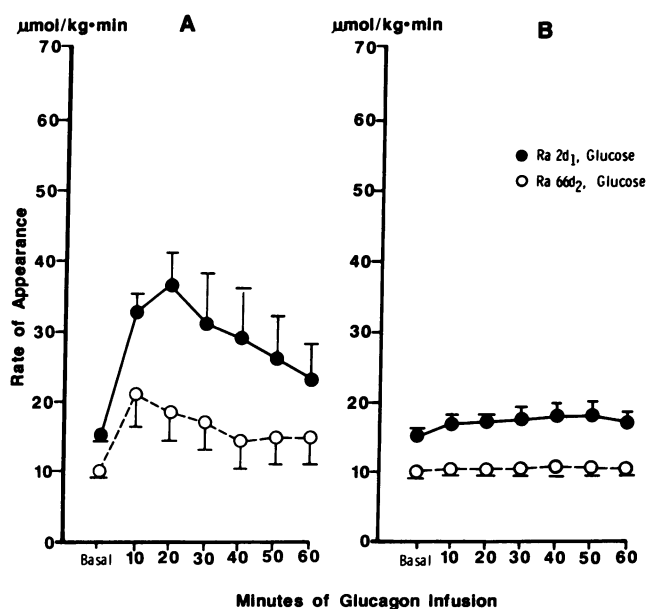 μmol/kg•min
A
70
60
50
40
30
20
10
0
Rate of Appearance
Basal 10 20 30 40 50 60
μmol/kg•min
B
70
60
50
40
30
20
10
0
Ra 2d₁, Glucose
Ra 66d₂, Glucose
Basal 10 20 30 40 50 60
Minutes of Glucagon Infusion